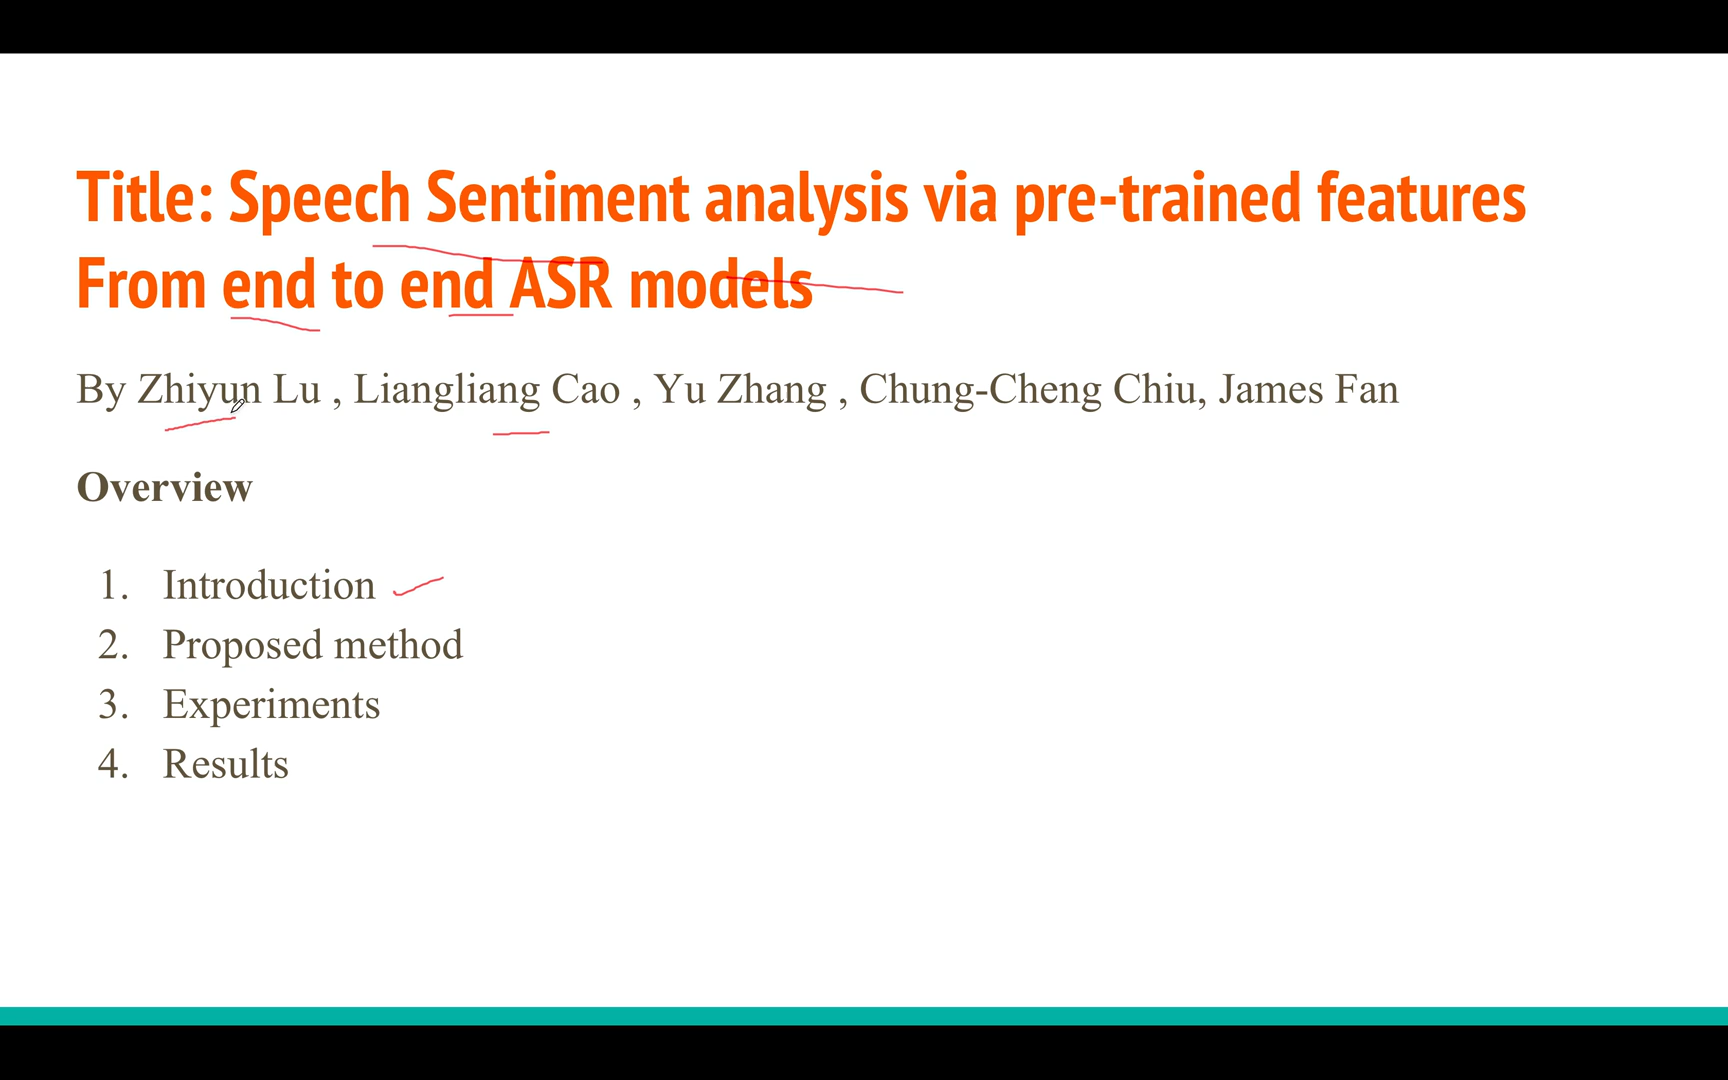 Title: Speech Sentiment analysis via pre-trained features
From end to end ASR models
By Zhiyun Lu , Liangliang Cao , Yu Zhang , Chung-Cheng Chiu, James Fan
Overview
1. Introduction
2. Proposed method
3. Experiments
4. Results